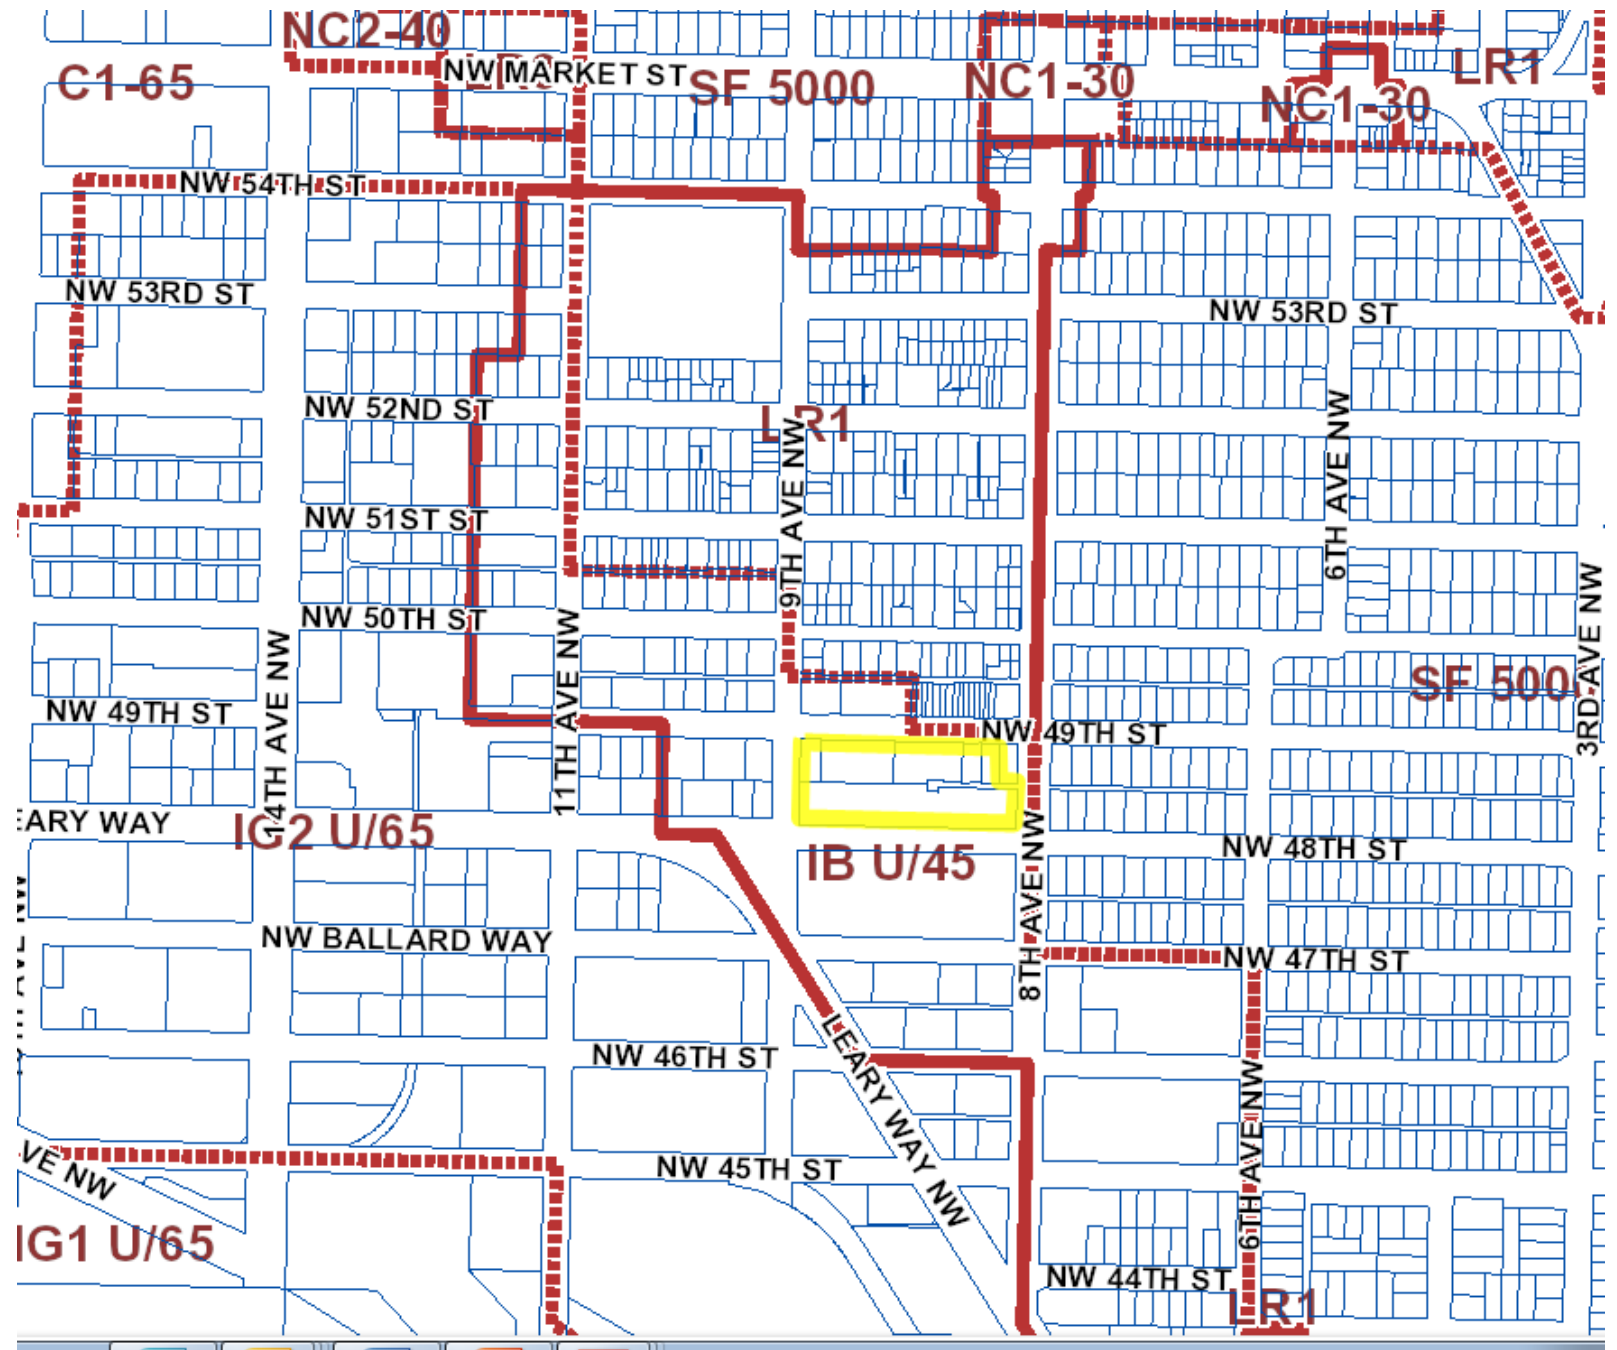 NC2-40
C1-65
NW MARKET ST
SF 5000
NC1-30
LR1
NC1-30
NW 54TH ST
NW 53RD ST
NW 53RD ST
NW 52ND ST
LR1
9TH AVE NW
6TH AVE NW
NW 51ST ST
NW 50TH ST
14TH AVE NW
11TH AVE NW
3RD AVE NW
SF 500
NW 49TH ST
NW 49TH ST
EARY WAY
IG2 U/65
IB U/45
8TH AVE NW
NW 48TH ST
NW BALLARD WAY
NW 47TH ST
NW 46TH ST
LEARY WAY NW
6TH AVE NW
VE NW
NW 45TH ST
IG1 U/65
NW 44TH ST
LR1